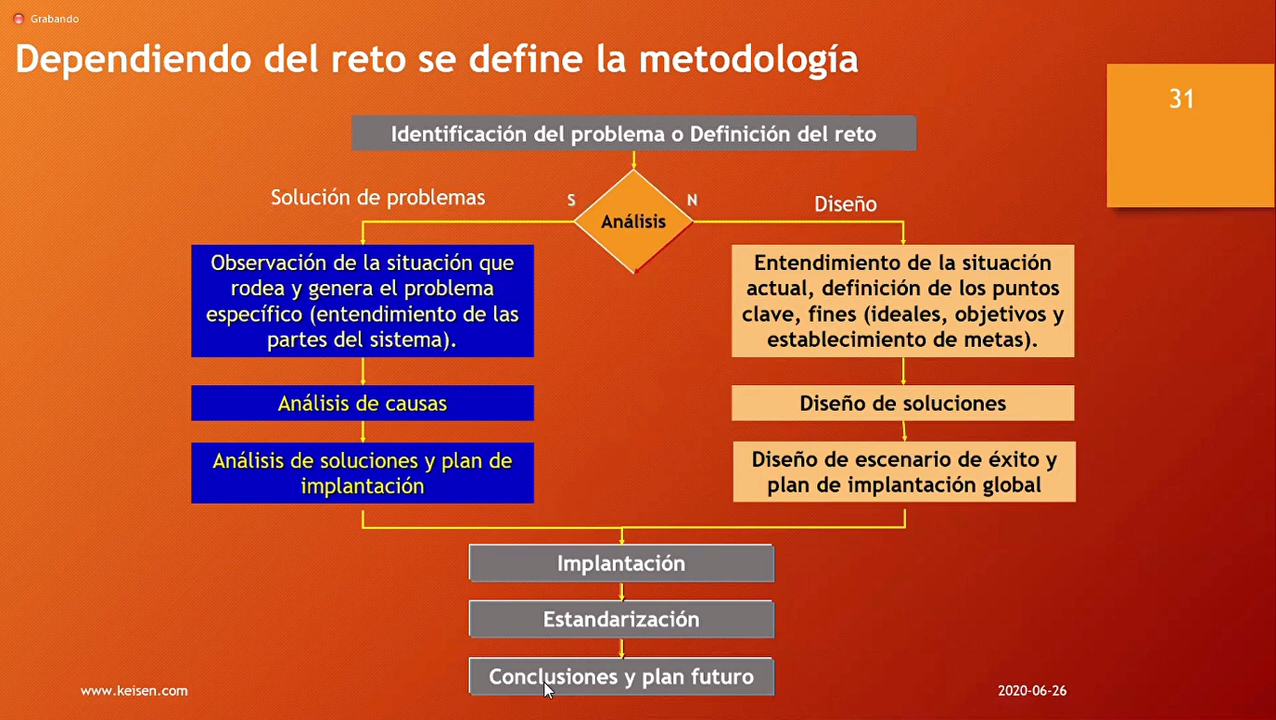 Grabando
Dependiendo del reto se define la metodología
31
Identificación del problema o Definición del reto
Solución de problemas
S
Análisis
N
Diseño
Observación de la situación que
rodea y genera el problema
específico (entendimiento de las
partes del sistema).
Análisis de causas
Análisis de soluciones y plan de
implantación
Entendimiento de la situación
actual, definición de los puntos
clave, fines (ideales, objetivos y
establecimiento de metas).
Diseño de soluciones
Diseño de escenario de éxito y
plan de implantación global
Implantación
Estandarización
Conclusiones y plan futuro
www.keisen.com
2020-06-26